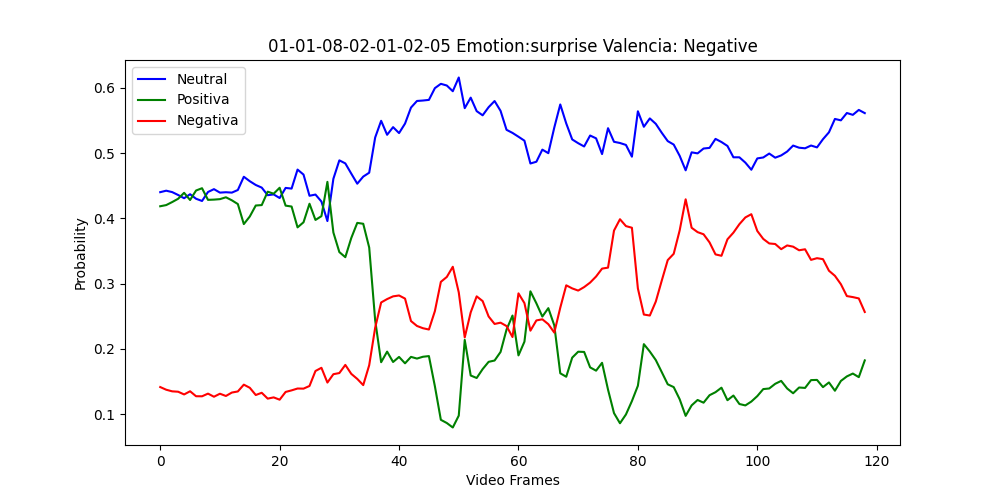 01-01-08-02-01-02-05 Emotion:surprise Valencia: Negative
Neutral
Positiva
Negativa
Probability
0.6
0.5
0.4
0.3
0.2
0.1
0 20 40 60 80 100 120
Video Frames